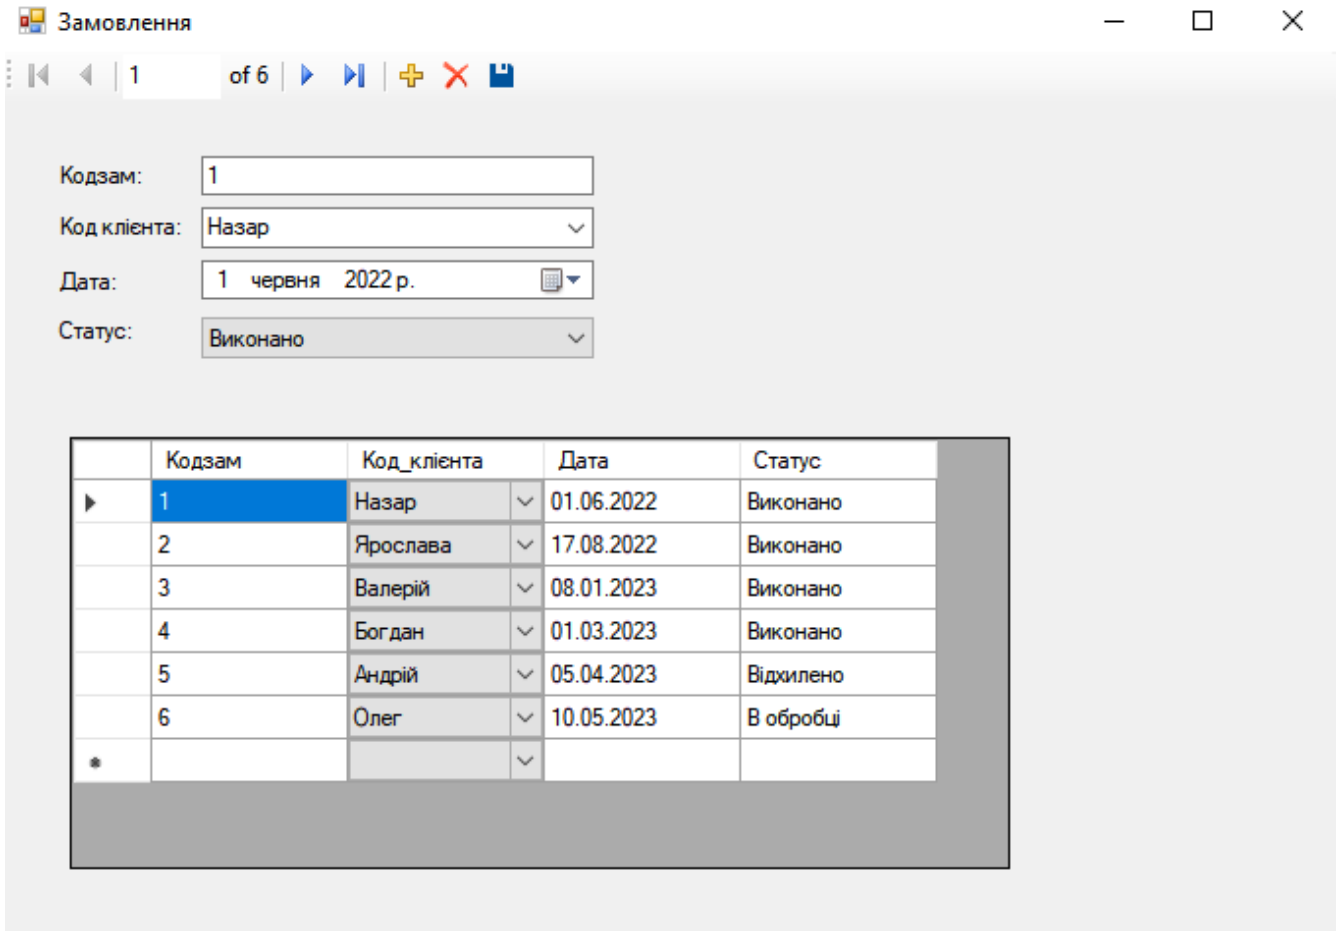 Замовлення
1 of 6
Кодзам: 1
Код клієнта: Назар
Дата: 1 червня 2022 р.
Статус: Виконано
Кодзам Код_клієнта Дата Статус
1 Назар 01.06.2022 Виконано
2 Ярослава 17.08.2022 Виконано
3 Валерій 08.01.2023 Виконано
4 Богдан 01.03.2023 Виконано
5 Андрій 05.04.2023 Відхилено
6 Олег 10.05.2023 В обробці